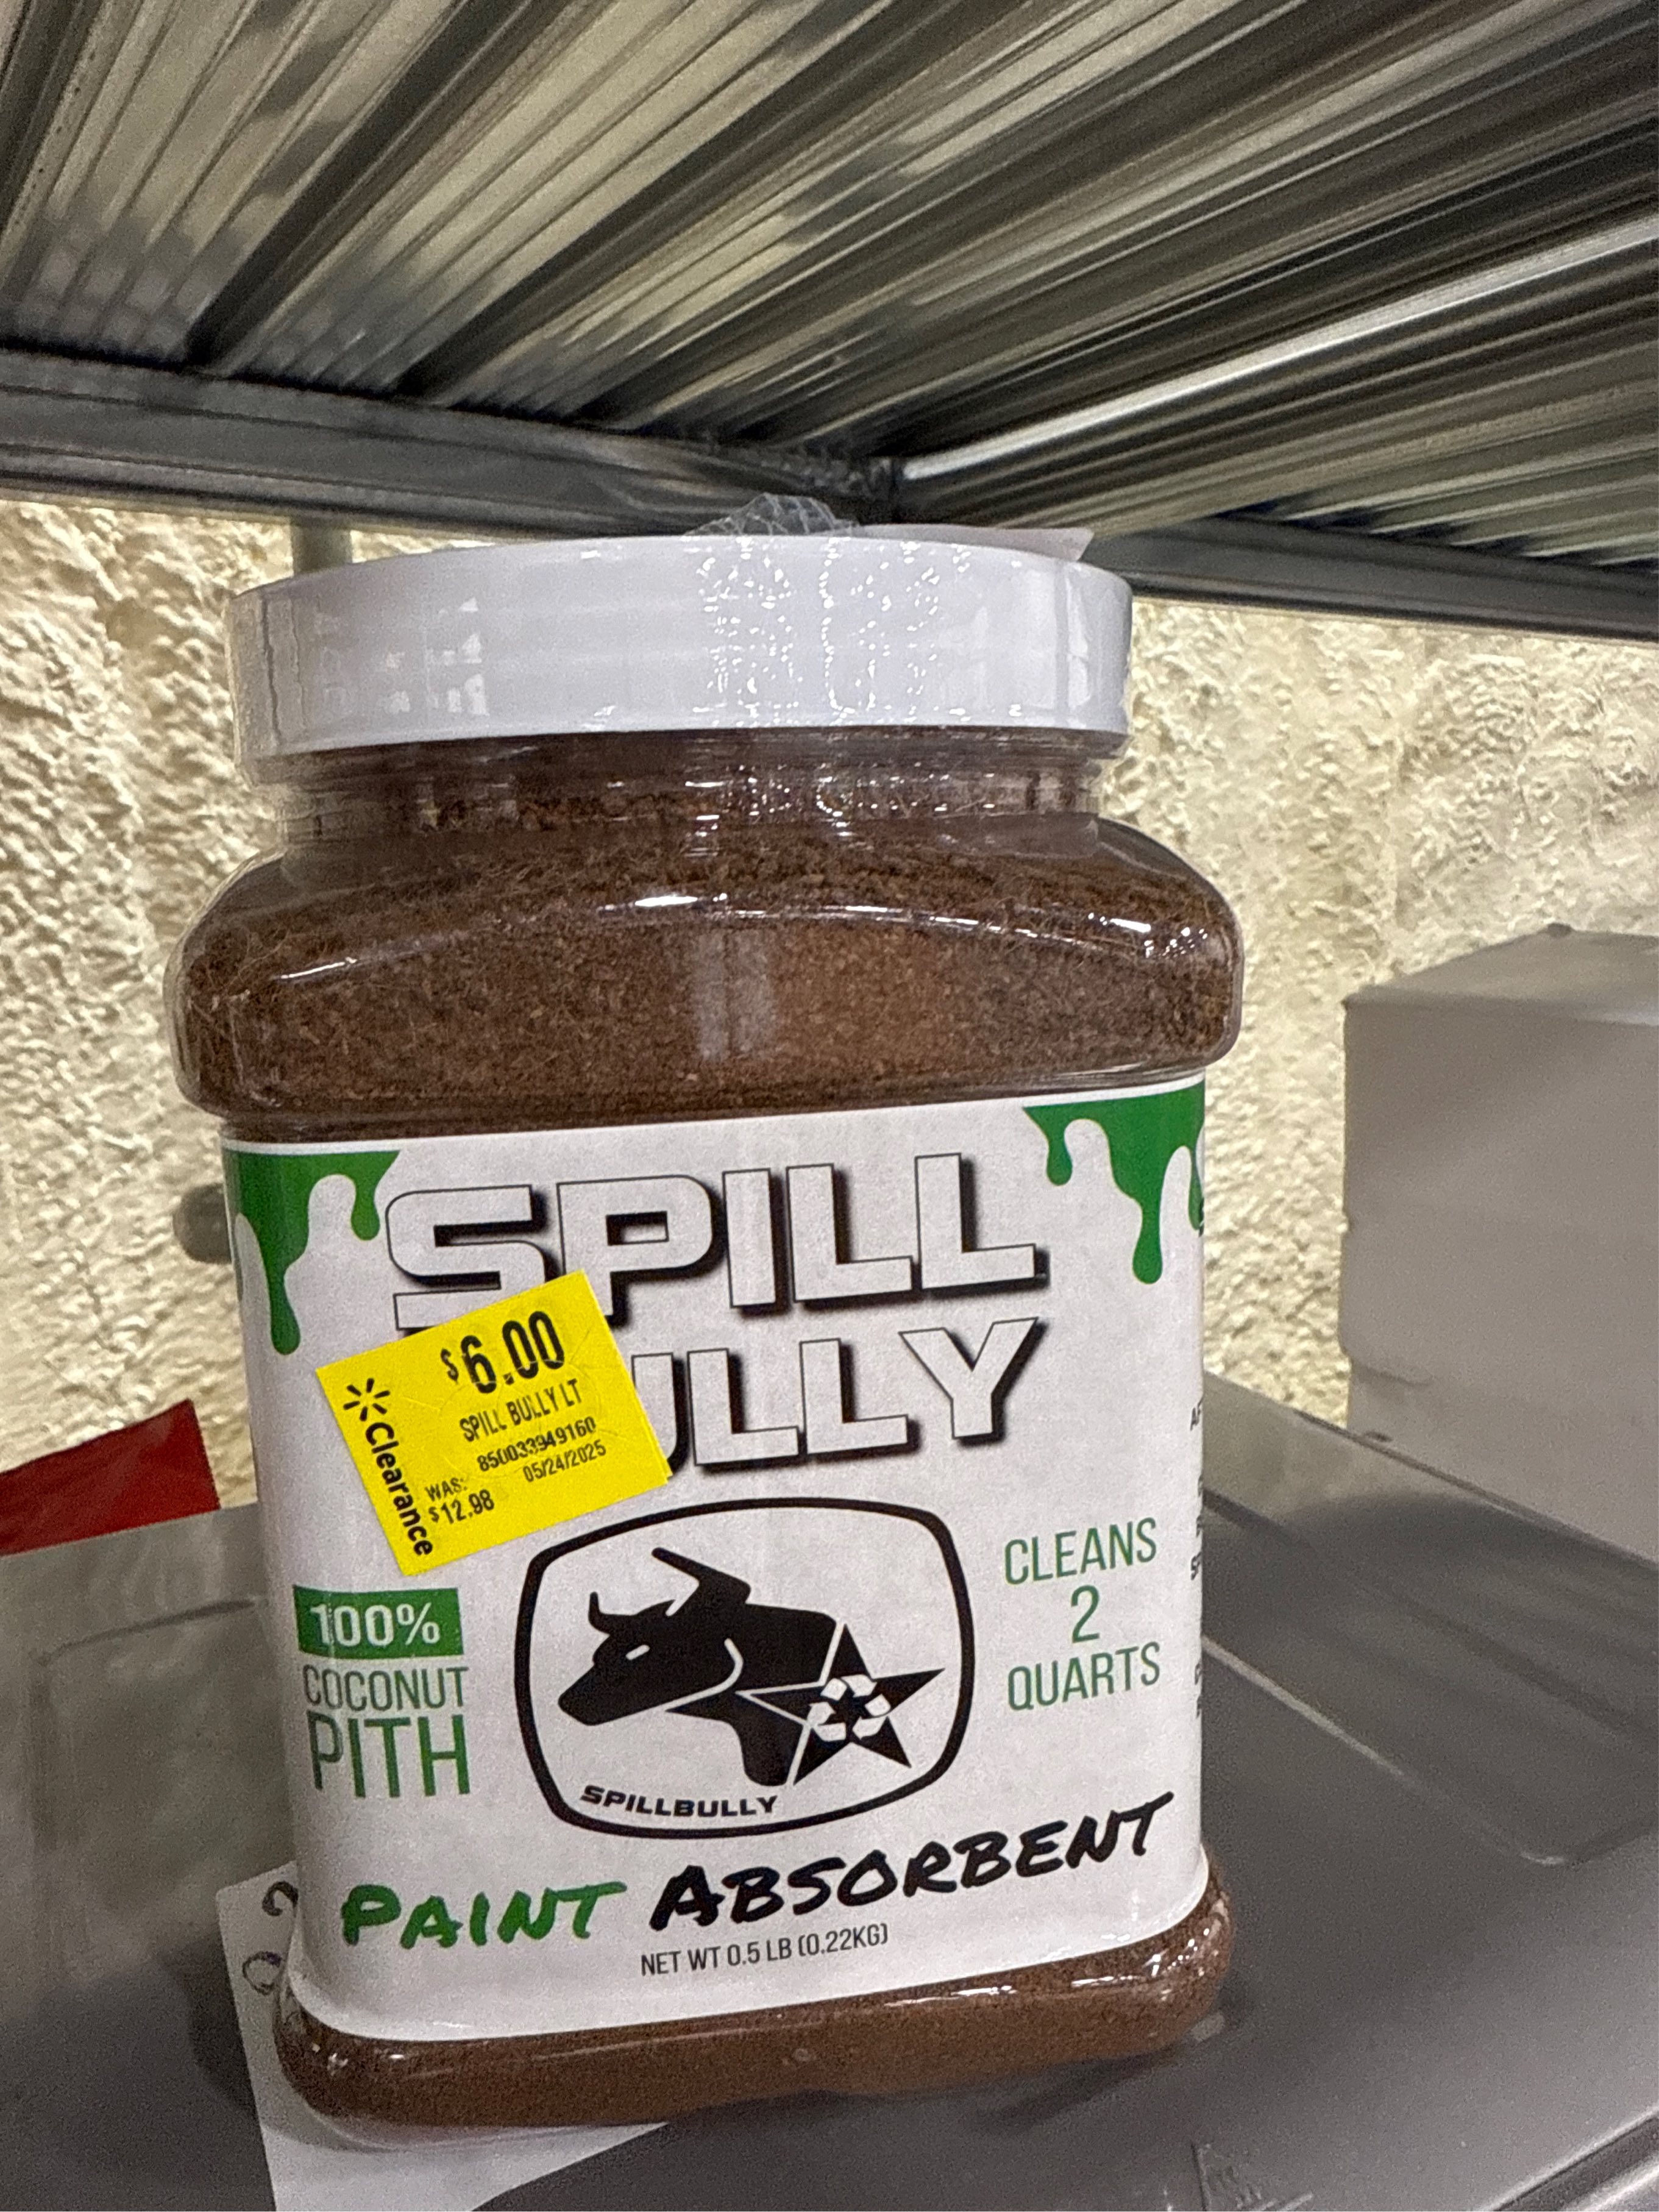 SPILL
ULLY
$6.00
SPILL BULLY LT
850033949160
05/24/2025
WAS:
$12.98
Clearance
100%
COCONUT
PITH
CLEANS
2
QUARTS
SPILLBULLY
PAINT ABSORBENT
NET WT 0.5 LB (0.22KG)